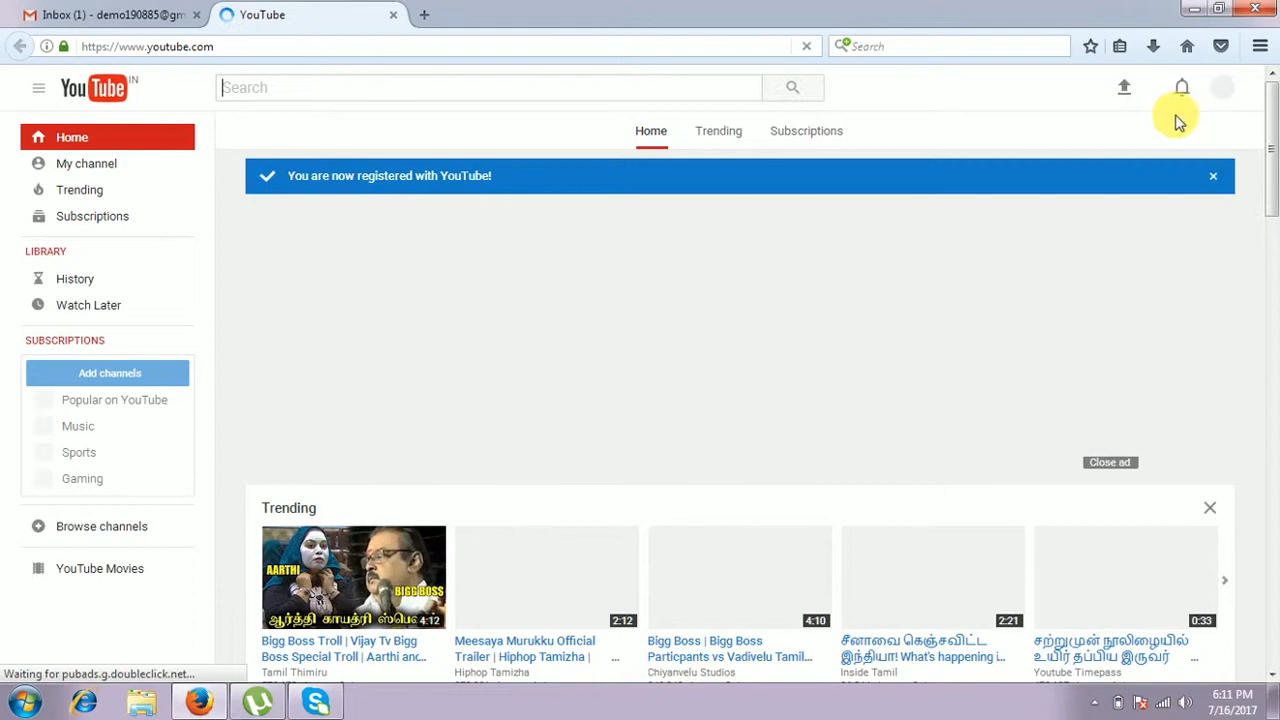 Inbox (1) - demo190885@gm
YouTube
https://www.youtube.com
Search
YouTube IN
Search
Home
Trending
Subscriptions
Home
My channel
Trending
Subscriptions
LIBRARY
History
Watch Later
SUBSCRIPTIONS
Add channels
Popular on YouTube
Music
Sports
Gaming
Browse channels
YouTube Movies
You are now registered with YouTube!
Close ad
Trending
AARTHI
BIGG BOSS
4:12
2:12
4:10
2:21
0:33
Bigg Boss Troll | Vijay Tv Bigg
Boss Special Troll | Aarthi anc...
Tamil Thimiru
Meesaya Murukku Official
Trailer | Hiphop Tamizha | ...
Hiphop Tamizha
Bigg Boss | Bigg Boss
Particpants vs Vadivelu Tamil...
Chiyanvelu Studios
சீனாவை கெஞ்சவிட்ட
இந்தியா! What's happening i...
Inside Tamil
சற்றுமுன் நூலிழையில்
உயிர் தப்பிய இருவர் ...
Youtube Timepass
Waiting for pubads.g.doubleclick.net...
6:11 PM
7/16/2017